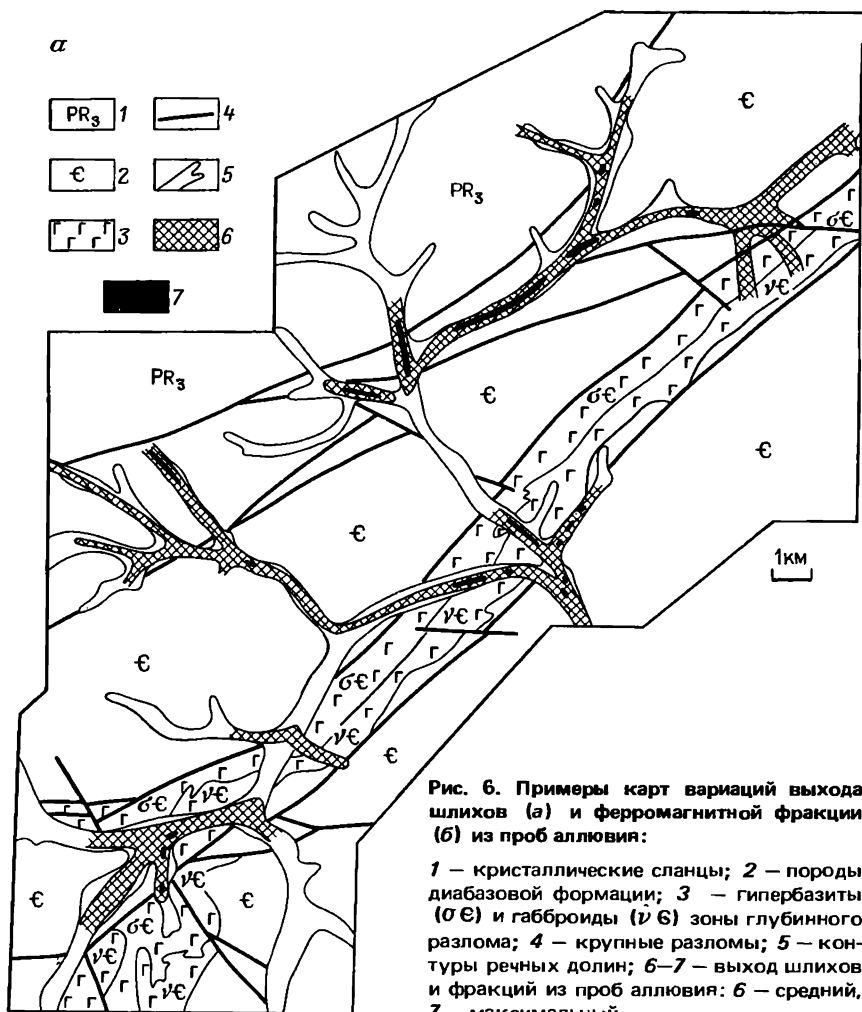 а
PR₃ 1
4
Є 2
5
Г Г Г Г Г 3
6
7
Є
PR₃
σЄ
Г
Г
Г
νЄ
Г
PR₃
Є
σЄ
Г
Г
Є
1км
Є
Г
νЄ
Є
σЄ
Г
νЄ
Є
σЄ
νЄ
Є
νЄ
Є
σЄ
νЄ
νЄ
Рис. 6. Примеры карт вариаций выхода
шлихов (а) и ферромагнитной фракции
(б) из проб аллювия:
1 — кристаллические сланцы; 2 — породы
диабазовой формации; 3 — гипербазиты
(σЄ) и габброиды (νЄ) зоны глубинного
разлома; 4 — крупные разломы; 5 — кон-
туры речных долин; 6—7 — выход шлихов
и фракций из проб аллювия: 6 — средний,
7 — максимальный